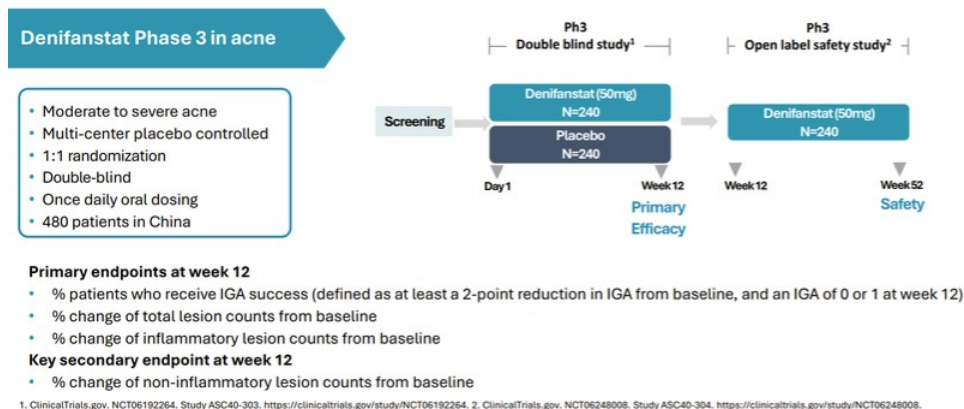 Denifanstat Phase 3 in acne
Ph3
Double blind study¹
Ph3
Open label safety study²
• Moderate to severe acne
• Multi-center placebo controlled
• 1:1 randomization
• Double-blind
• Once daily oral dosing
• 480 patients in China
Screening
Denifanstat (50mg)
N=240
Placebo
N=240
Denifanstat (50mg)
N=240
Day 1
Week 12
Primary
Efficacy
Week 12
Week 52
Safety
Primary endpoints at week 12
• % patients who receive IGA success (defined as at least a 2-point reduction in IGA from baseline, and an IGA of 0 or 1 at week 12)
• % change of total lesion counts from baseline
• % change of inflammatory lesion counts from baseline
Key secondary endpoint at week 12
• % change of non-inflammatory lesion counts from baseline
1. ClinicalTrials.gov. NCT06192264. Study ASC40-303. https://clinicaltrials.gov/study/NCT06192264. 2. ClinicalTrials.gov. NCT06248008. Study ASC40-304. https://clinicaltrials.gov/study/NCT06248008.